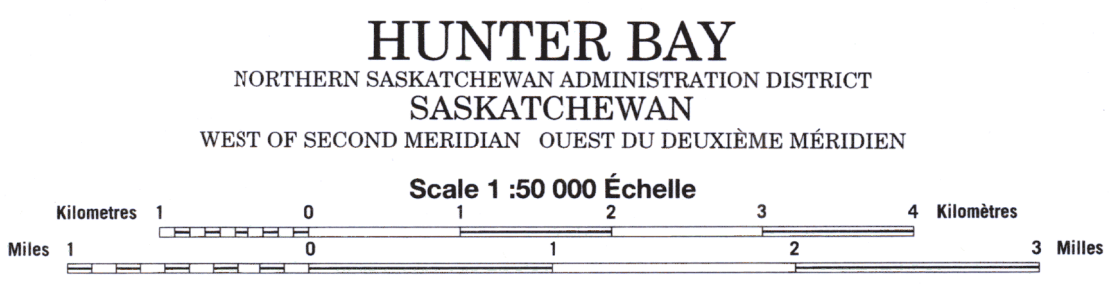 HUNTER BAY
NORTHERN SASKATCHEWAN ADMINISTRATION DISTRICT
SASKATCHEWAN
WEST OF SECOND MERIDIAN OUEST DU DEUXIÈME MÉRIDIEN
Scale 1 :50 000 Échelle
Kilometres 1 0 1 2 3 4 Kilomètres
Miles 1 0 1 2 3 Milles